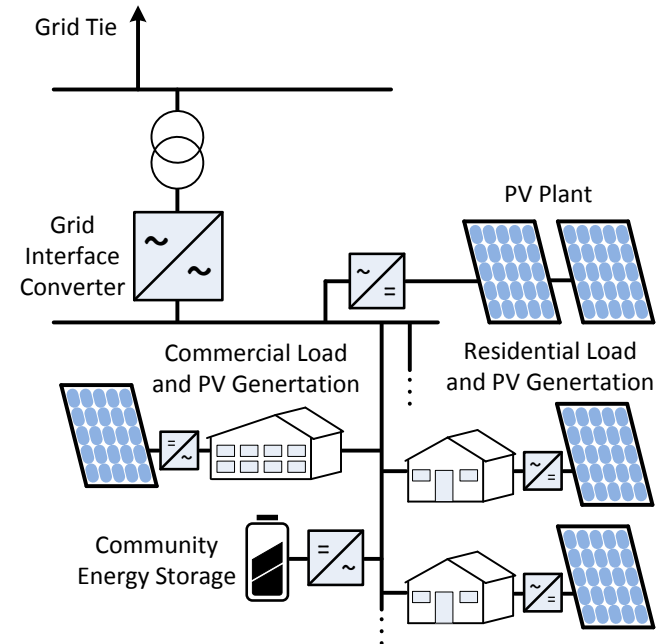 Grid Tie
PV Plant
Grid
Interface
Converter
~
~
~
=
Commercial Load
and PV Genertation
Residential Load
and PV Genertation
=
~
~
=
Community
Energy Storage
=
~
~
=